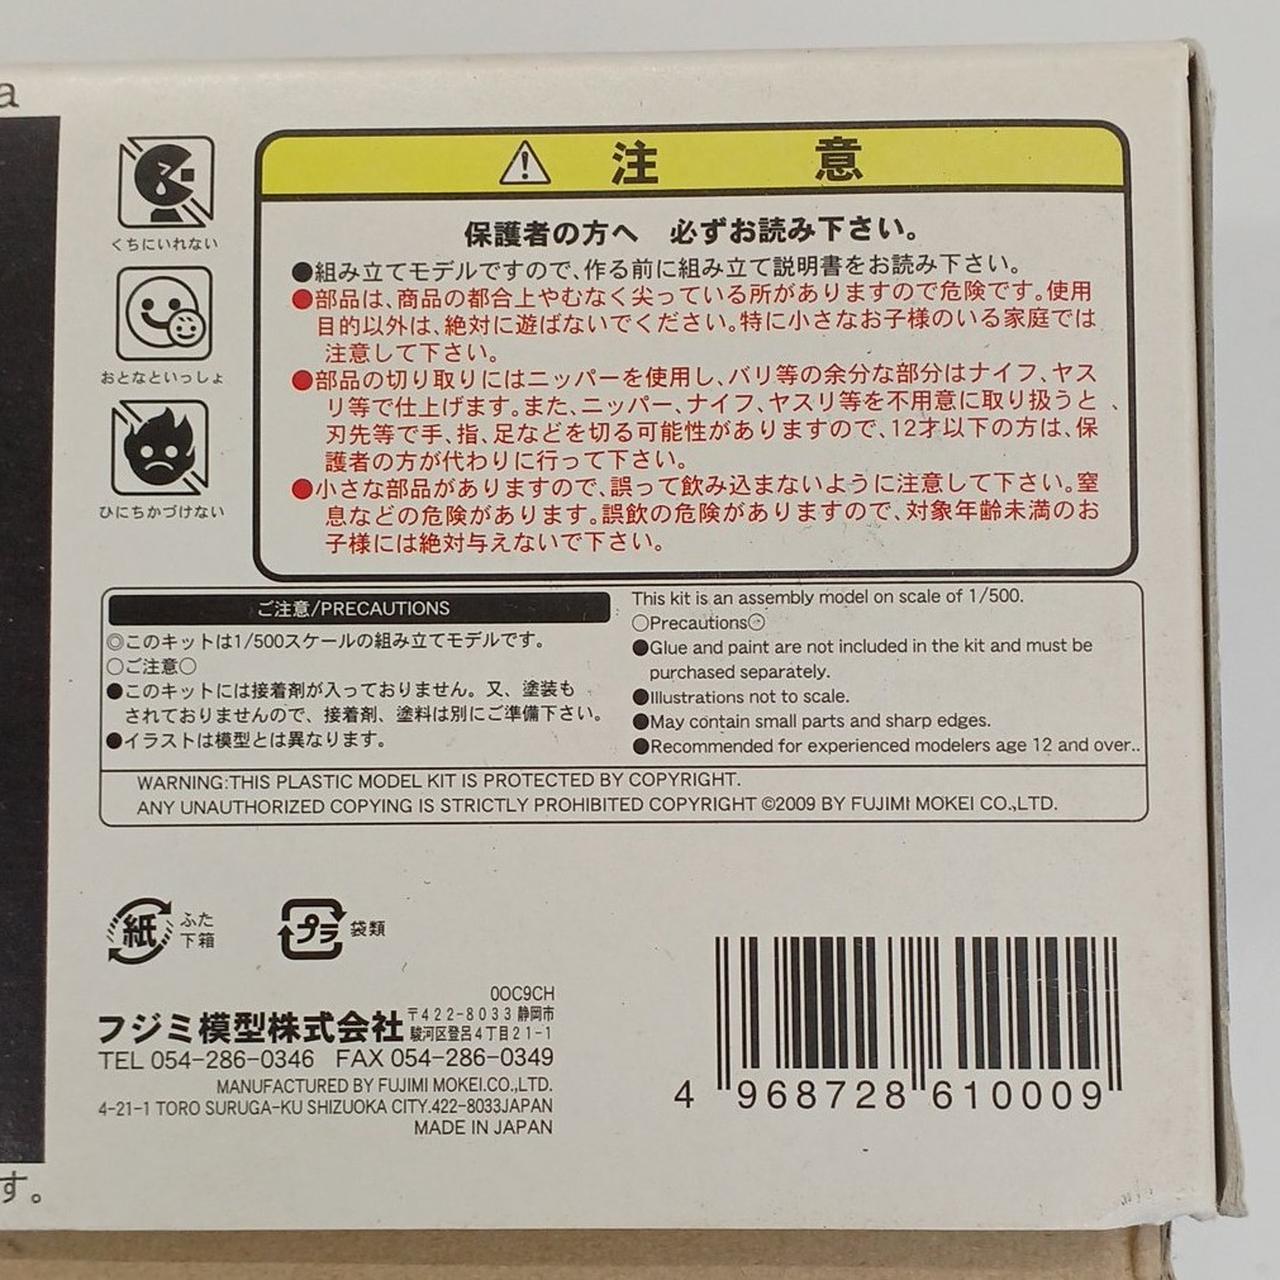 a
くちにいれない
おとなといっしょ
ひにちかづけない
注 意
保護者の方へ 必ずお読み下さい。
●組み立てモデルですので、作る前に組み立て説明書をお読み下さい。
●部品は、商品の都合上やむなく尖っている所がありますので危険です。使用
目的以外は、絶対に遊ばないでください。特に小さなお子様のいる家庭では
注意して下さい。
●部品の切り取りにはニッパーを使用し、バリ等の余分な部分はナイフ、ヤス
リ等で仕上げます。また、ニッパー、ナイフ、ヤスリ等を不用意に取り扱うと、
刃先等で手、指、足などを切る可能性がありますので、12才以下の方は、保
護者の方が代わりに行って下さい。
●小さな部品がありますので、誤って飲み込まないように注意して下さい。窒
息などの危険があります。誤飲の危険がありますので、対象年齢未満のお
子様には絶対与えないで下さい。
ご注意/PRECAUTIONS
◎このキットは1/500スケールの組み立てモデルです。
○ご注意○
●このキットには接着剤が入っておりません。又、塗装も
されておりませんので、接着剤、塗料は別にご準備下さい。
●イラストは模型とは異なります。
This kit is an assembly model on scale of 1/500.
○Precautions○
●Glue and paint are not included in the kit and must be
purchased separately.
●Illustrations not to scale.
●May contain small parts and sharp edges.
●Recommended for experienced modelers age 12 and over..
WARNING:THIS PLASTIC MODEL KIT IS PROTECTED BY COPYRIGHT.
ANY UNAUTHORIZED COPYING IS STRICTLY PROHIBITED COPYRIGHT ©2009 BY FUJIMI MOKEI CO.,LTD.
紙 ふた
下箱
プラ 袋類
0OC9CH
フジミ模型株式会社 〒422-8033 静岡市
駿河区登呂4丁目21-1
TEL 054-286-0346 FAX 054-286-0349
MANUFACTURED BY FUJIMI MOKEI.CO.,LTD.
4-21-1 TORO SURUGA-KU SHIZUOKA CITY.422-8033JAPAN
MADE IN JAPAN
4 968728 610009
す。